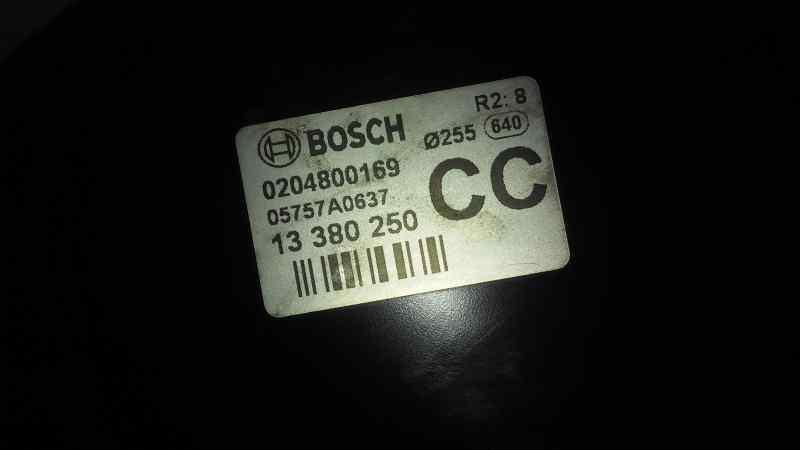 R2: 8
BOSCH Ø255 640
0204800169
05757A0637 CC
13 380 250